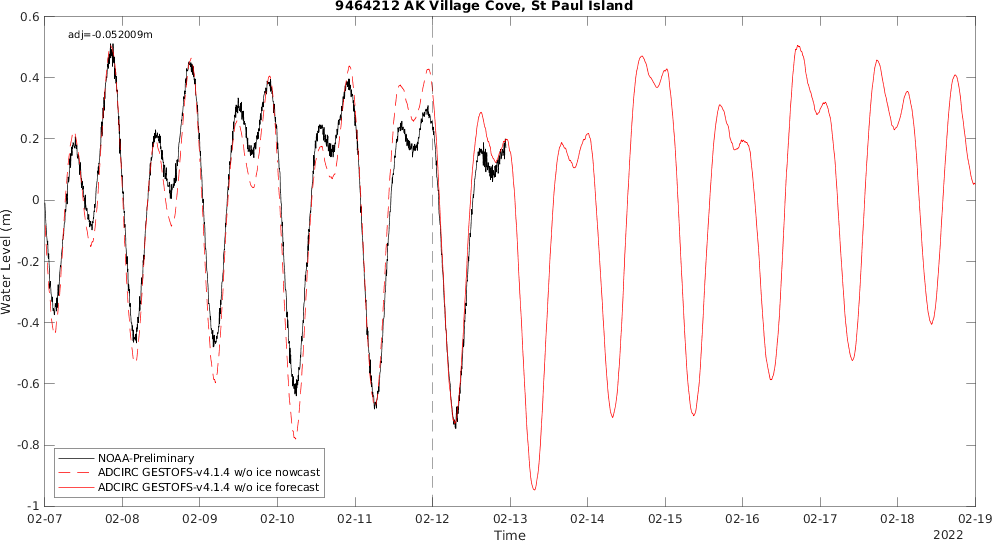 9464212 AK Village Cove, St Paul Island
adj=-0.052009m
0.6
0.4
0.2
0
-0.2
-0.4
-0.6
-0.8
-1
Water Level (m)
NOAA-Preliminary
ADCIRC GESTOFS-v4.1.4 w/o ice nowcast
ADCIRC GESTOFS-v4.1.4 w/o ice forecast
02-07 02-08 02-09 02-10 02-11 02-12 02-13 02-14 02-15 02-16 02-17 02-18 02-19
Time
2022